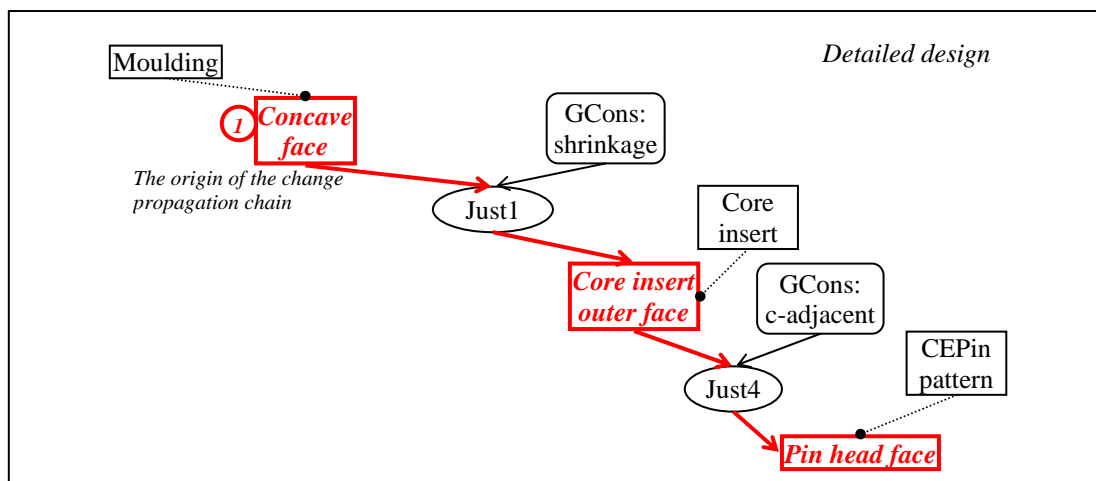 Detailed design
Moulding
1
Concave
face
GCons:
shrinkage
The origin of the change
propagation chain
Just1
Core
insert
Core insert
outer face
GCons:
c-adjacent
CEPin
pattern
Just4
Pin head face